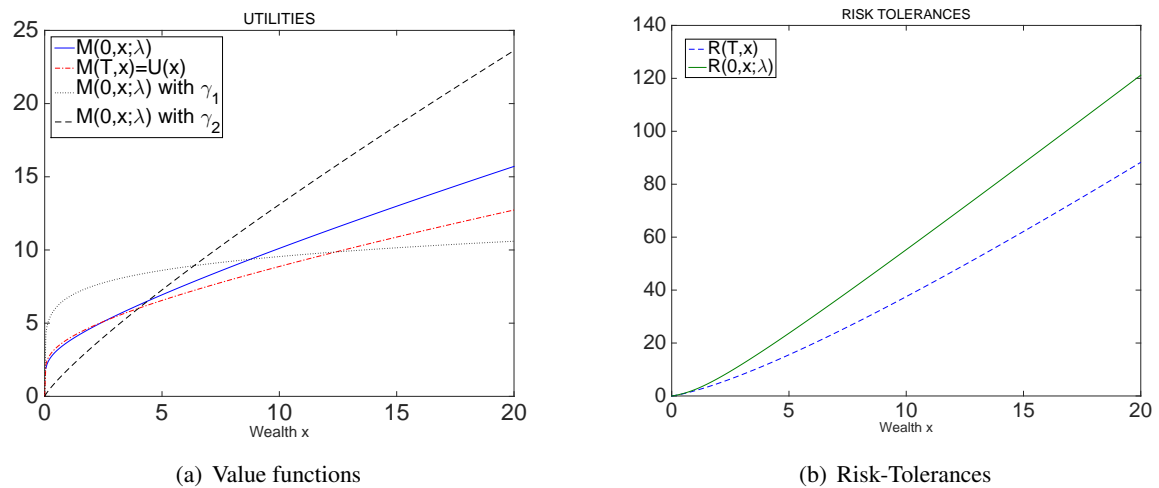 UTILITIES
25
20
15
10
5
0
M(0,x;λ)
M(T,x)=U(x)
M(0,x;λ) with γ1
M(0,x;λ) with γ2
0 5 10 15 20
Wealth x
(a) Value functions
RISK TOLERANCES
140
120
100
80
60
40
20
0
R(T,x)
R(0,x;λ)
0 5 10 15 20
Wealth x
(b) Risk-Tolerances